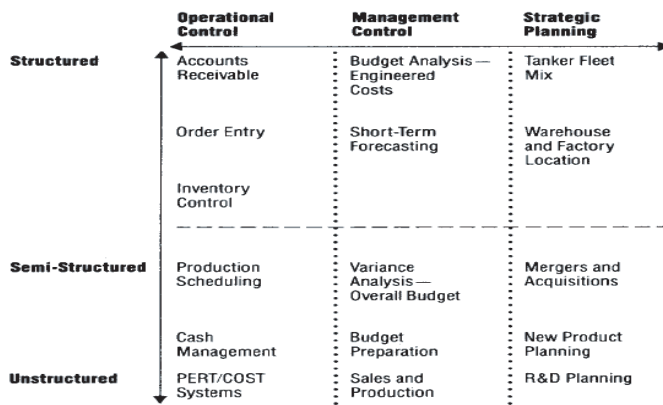 Operational Control
Management Control
Strategic Planning
Structured
Accounts Receivable
Budget Analysis—Engineered Costs
Tanker Fleet Mix
Order Entry
Short-Term Forecasting
Warehouse and Factory Location
Inventory Control
Semi-Structured
Production Scheduling
Variance Analysis—Overall Budget
Mergers and Acquisitions
Cash Management
Budget Preparation
New Product Planning
Unstructured
PERT/COST Systems
Sales and Production
R&D Planning